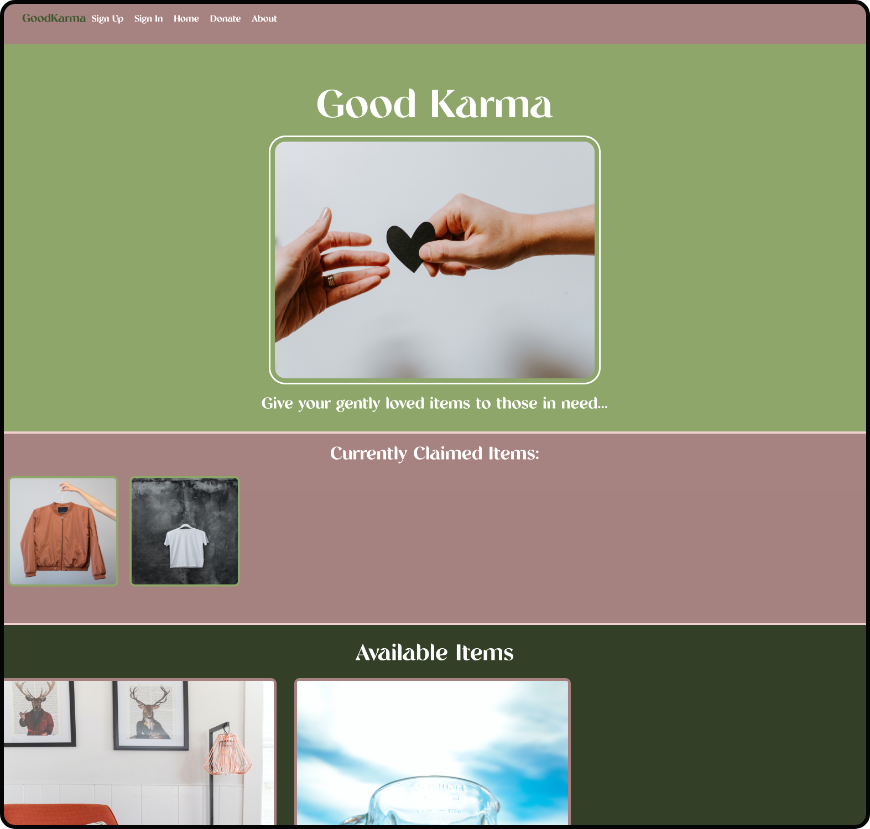 GoodKarma Sign Up Sign In Home Donate About
Good Karma
Give your gently loved items to those in need...
Currently Claimed Items:
Available Items